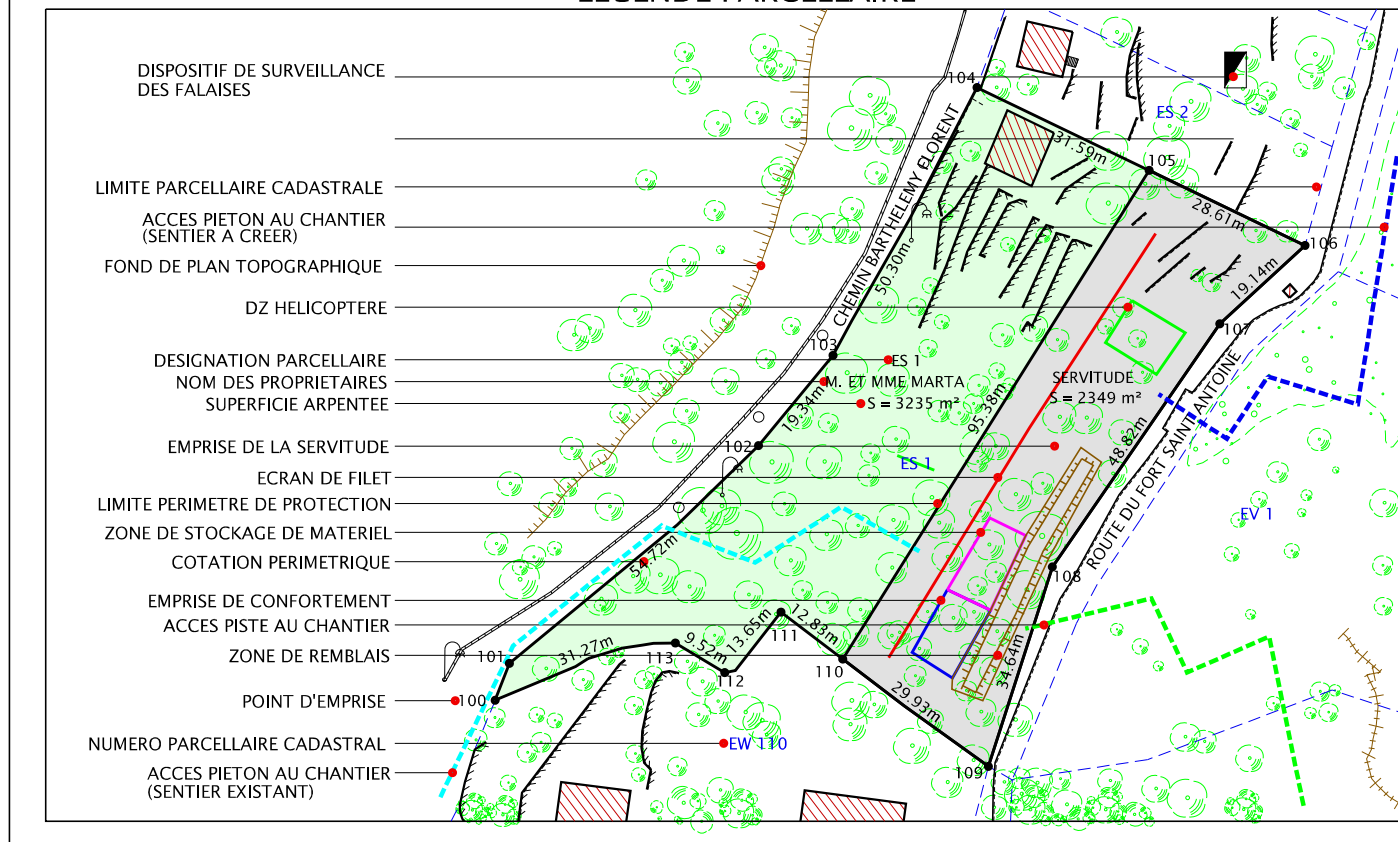 LEGENDE PARCELLAIRE
DISPOSITIF DE SURVEILLANCE
DES FALAISES
LIMITE PARCELLAIRE CADASTRALE
ACCES PIETON AU CHANTIER
(SENTIER A CREER)
FOND DE PLAN TOPOGRAPHIQUE
DZ HELICOPTERE
DESIGNATION PARCELLAIRE
NOM DES PROPRIETAIRES
SUPERFICIE ARPENTEE
EMPRISE DE LA SERVITUDE
ECRAN DE FILET
LIMITE PERIMETRE DE PROTECTION
ZONE DE STOCKAGE DE MATERIEL
COTATION PERIMETRIQUE
EMPRISE DE CONFORTEMENT
ACCES PISTE AU CHANTIER
ZONE DE REMBLAIS
POINT D'EMPRISE
NUMERO PARCELLAIRE CADASTRAL
ACCES PIETON AU CHANTIER
(SENTIER EXISTANT)
104
ES 2
31.59m
105
28.61m
106
19.14m
107
CHEMIN BARTHELEMY FLORENT
50.30m
103
ES 1
M. ET MME MARTA
S = 3235 m²
SERVITUDE
S = 2349 m²
19.34m
95.38m
48.82m
102
ES 1
EV 1
ROUTE DU FORT SAINT ANTOINE
54.72m
108
101
31.27m
113
9.52m
13.65m
111
12.83m
112
110
34.64m
100
29.93m
EW 110
109